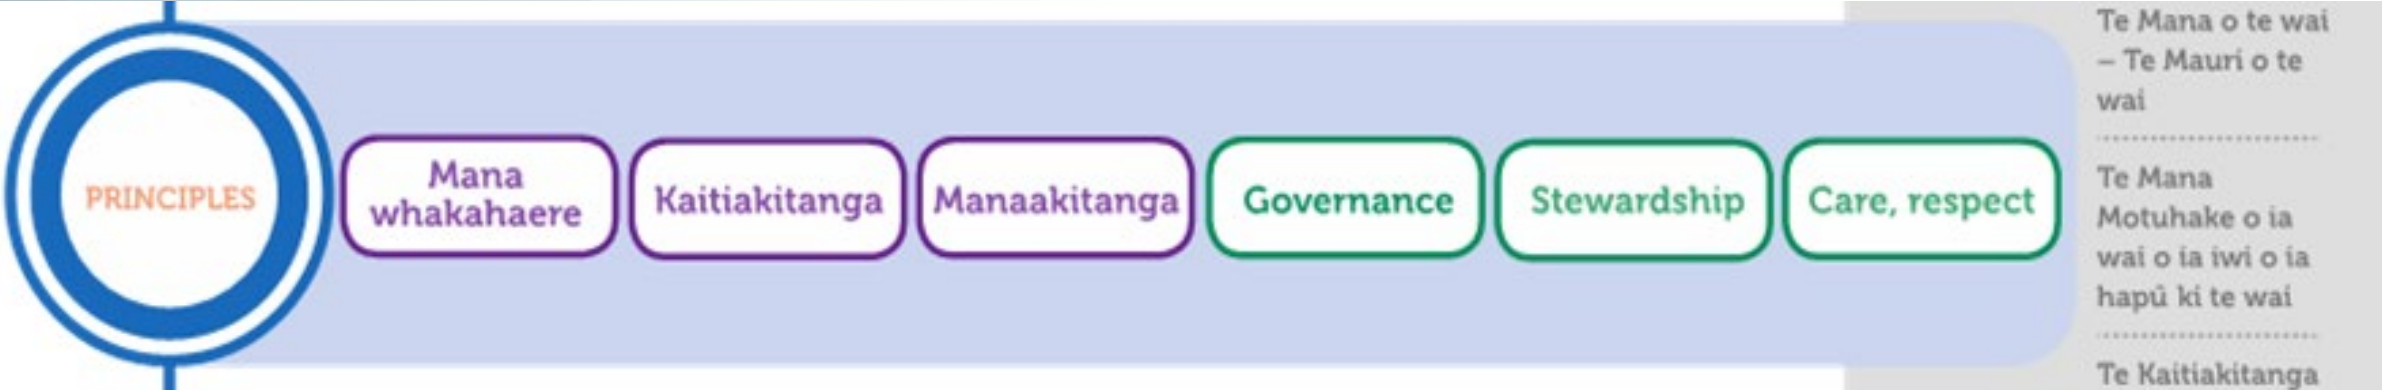 PRINCIPLES
Mana
whakahaere
Kaitiakitanga
Manaakitanga
Governance
Stewardship
Care, respect
Te Mana o te wai
– Te Mauri o te
wai
Te Mana
Motuhake o ia
wai o ia iwi o ia
hapū ki te wai
Te Kaitiakitanga